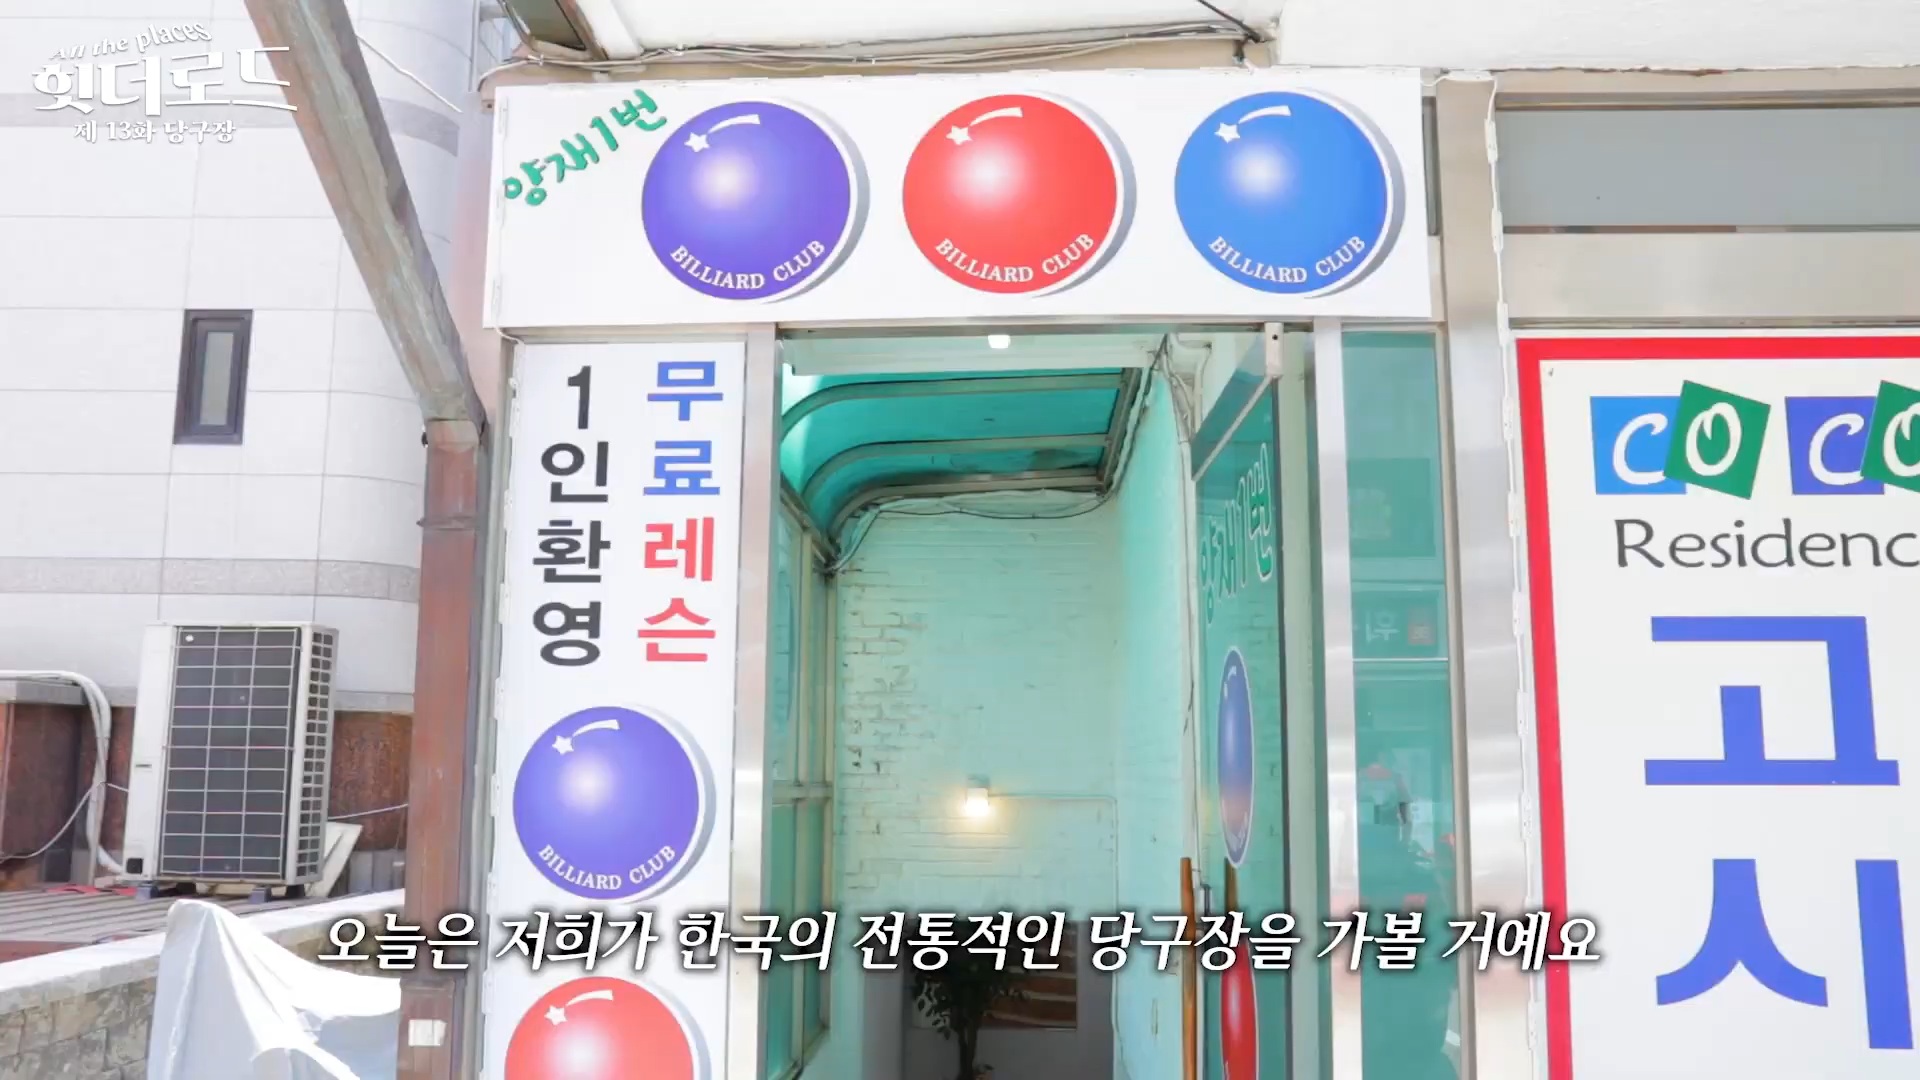 All the places
힛더로드
제 13화 당구장
양재1번
BILLIARD CLUB
BILLIARD CLUB
BILLIARD CLUB
무료레슨
1인환영
BILLIARD CLUB
양재1번
COCO
Residenc
고시
오늘은 저희가 한국의 전통적인 당구장을 가볼 거예요